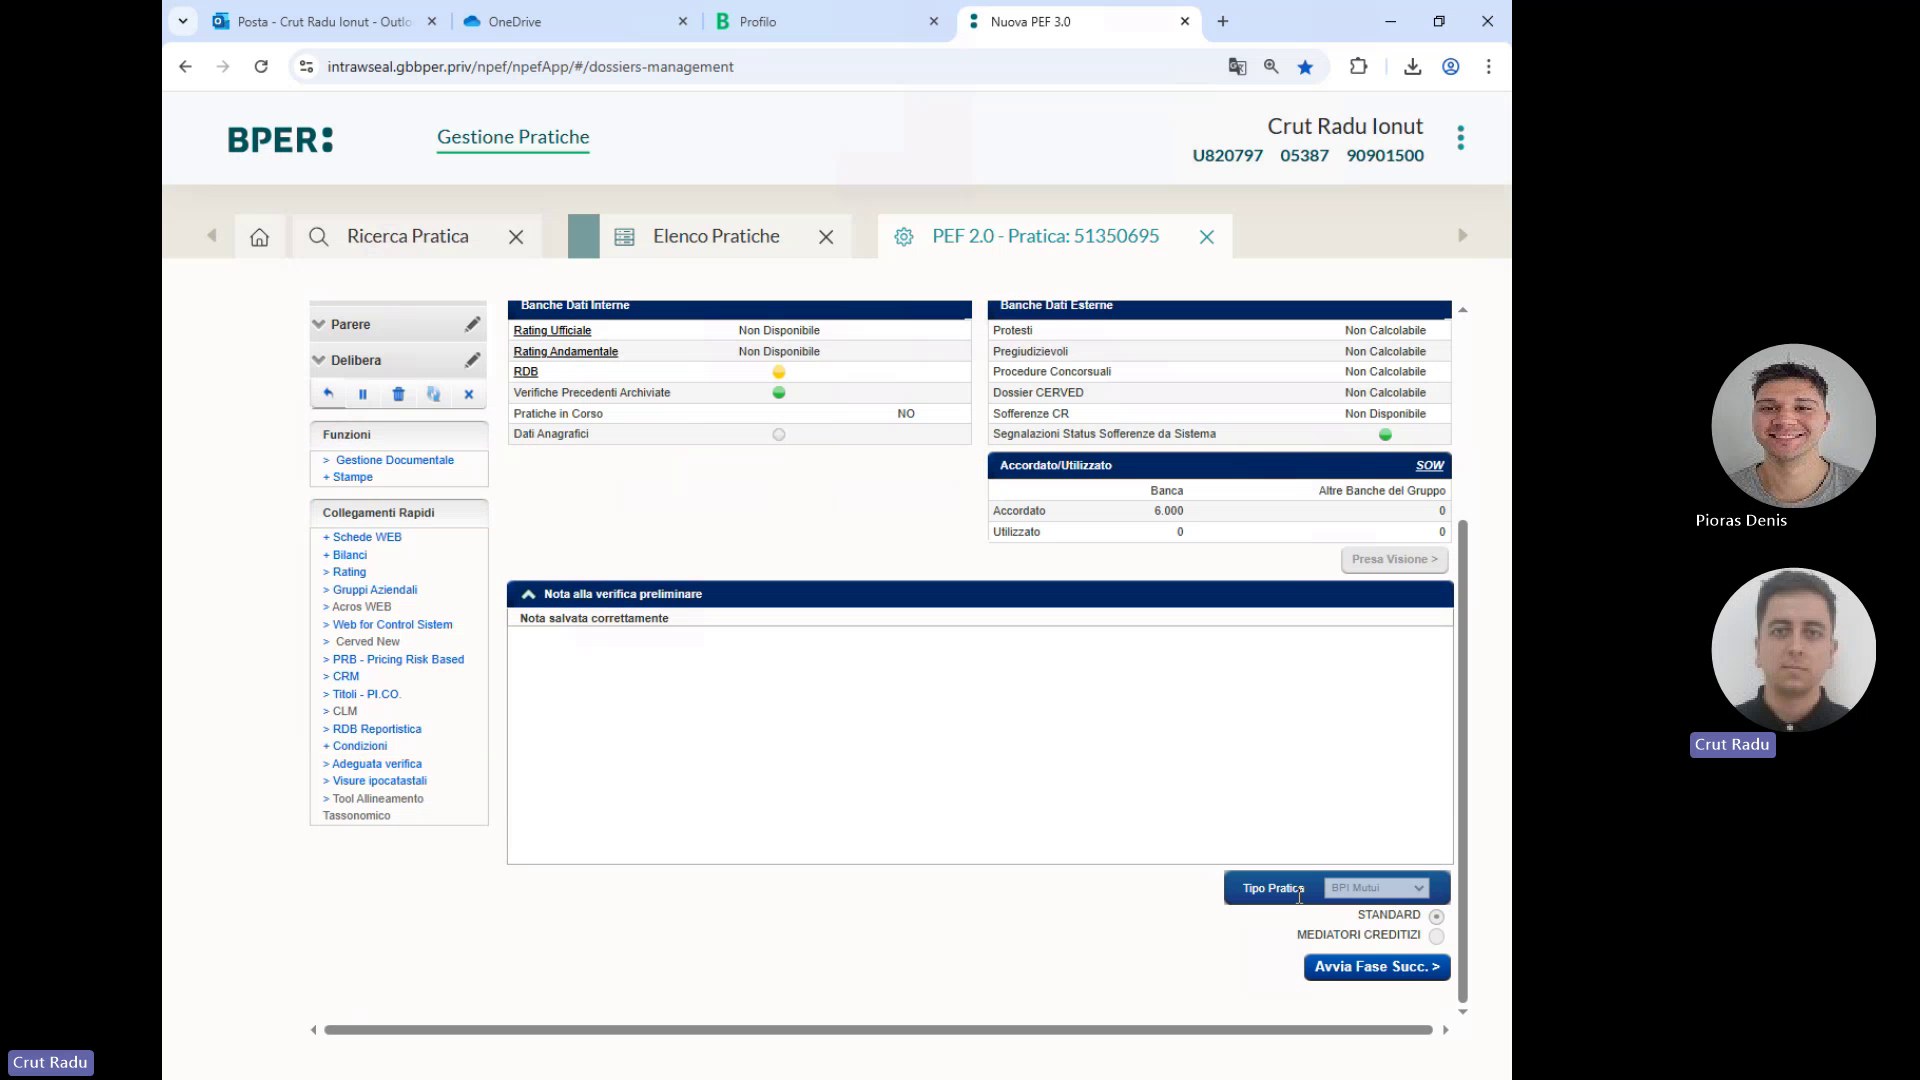 Posta - Crut Radu Ionut - Outlo
OneDrive
Profilo
Nuova PEF 3.0
intrawseal.gbbper.priv/npef/npefApp/#/dossiers-management
BPER:
Gestione Pratiche
Crut Radu Ionut
U820797 05387 90901500
Ricerca Pratica
Elenco Pratiche
PEF 2.0 - Pratica: 51350695
Parere
Delibera
Funzioni
> Gestione Documentale
+ Stampe
Collegamenti Rapidi
+ Schede WEB
+ Bilanci
> Rating
> Gruppi Aziendali
> Acros WEB
> Web for Control Sistem
> Cerved New
> PRB - Pricing Risk Based
> CRM
> Titoli - PI.CO.
> CLM
> RDB Reportistica
+ Condizioni
> Adeguata verifica
> Visure ipocatastali
> Tool Allineamento
Tassonomico
Banche Dati Interne
Rating Ufficiale Non Disponibile
Rating Andamentale Non Disponibile
RDB
Verifiche Precedenti Archiviate
Pratiche in Corso NO
Dati Anagrafici
Banche Dati Esterne
Protesti Non Calcolabile
Pregiudizievoli Non Calcolabile
Procedure Concorsuali Non Calcolabile
Dossier CERVED Non Calcolabile
Sofferenze CR Non Disponibile
Segnalazioni Status Sofferenze da Sistema
Accordato/Utilizzato SOW
Banca Altre Banche del Gruppo
Accordato 6.000 0
Utilizzato 0 0
Presa Visione >
Nota alla verifica preliminare
Nota salvata correttamente
Tipo Pratica BPI Mutui
STANDARD
MEDIATORI CREDITIZI
Avvia Fase Succ. >
Pioras Denis
Crut Radu
Crut Radu